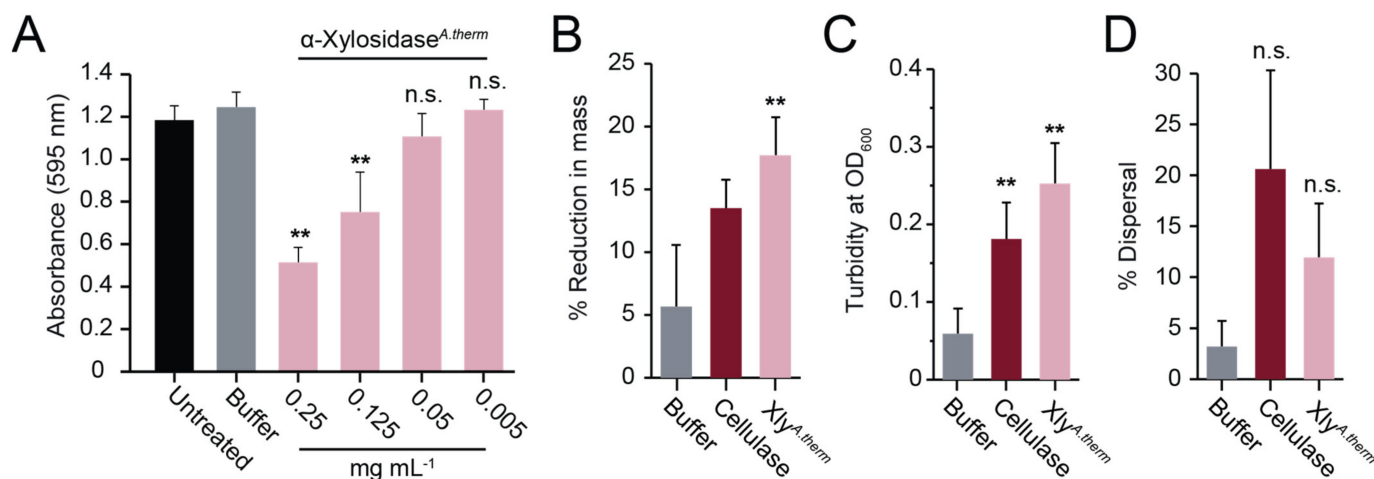 A
α-Xylosidase^A.therm
Absorbance (595 nm)
1.4
1.2
1.0
0.8
0.6
0.4
0.2
0
**
**
n.s.
n.s.
Untreated
Buffer
0.25
0.125
0.05
0.005
mg mL⁻¹
B
% Reduction in mass
25
20
15
10
5
0
**
Buffer
Cellulase
Xly^A.therm
C
Turbidity at OD₆₀₀
0.4
0.3
0.2
0.1
0
**
**
Buffer
Cellulase
Xly^A.therm
D
% Dispersal
30
25
20
15
10
5
0
n.s.
n.s.
Buffer
Cellulase
Xly^A.therm